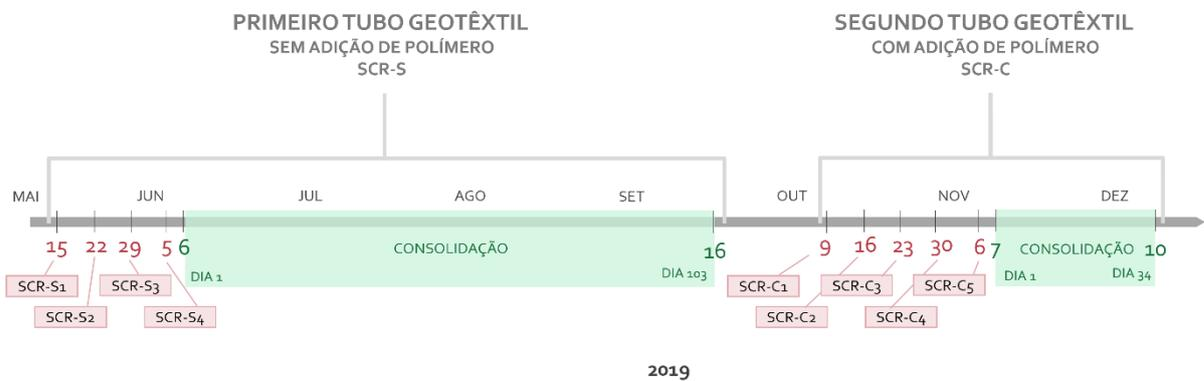 PRIMEIRO TUBO GEOTÊXTIL
SEM ADIÇÃO DE POLÍMERO
SCR-S
SEGUNDO TUBO GEOTÊXTIL
COM ADIÇÃO DE POLÍMERO
SCR-C
MAI JUN JUL AGO SET OUT NOV DEZ
15 22 29 5 6 CONSOLIDAÇÃO 16 9 16 23 30 6 7 CONSOLIDAÇÃO 10
DIA 1 DIA 103 DIA 1 DIA 34
SCR-S1 SCR-S3 SCR-C1 SCR-C3 SCR-C5
SCR-S2 SCR-S4 SCR-C2 SCR-C4
2019